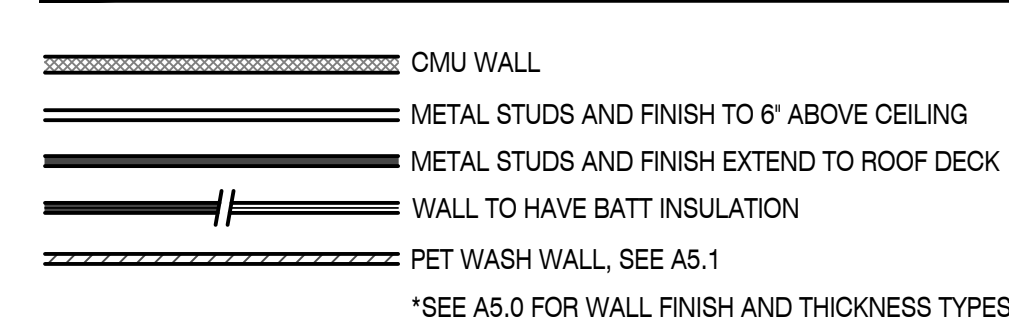 CMU WALL
METAL STUDS AND FINISH TO 6" ABOVE CEILING
METAL STUDS AND FINISH EXTEND TO ROOF DECK
WALL TO HAVE BATT INSULATION
PET WASH WALL, SEE A5.1
*SEE A5.0 FOR WALL FINISH AND THICKNESS TYPES